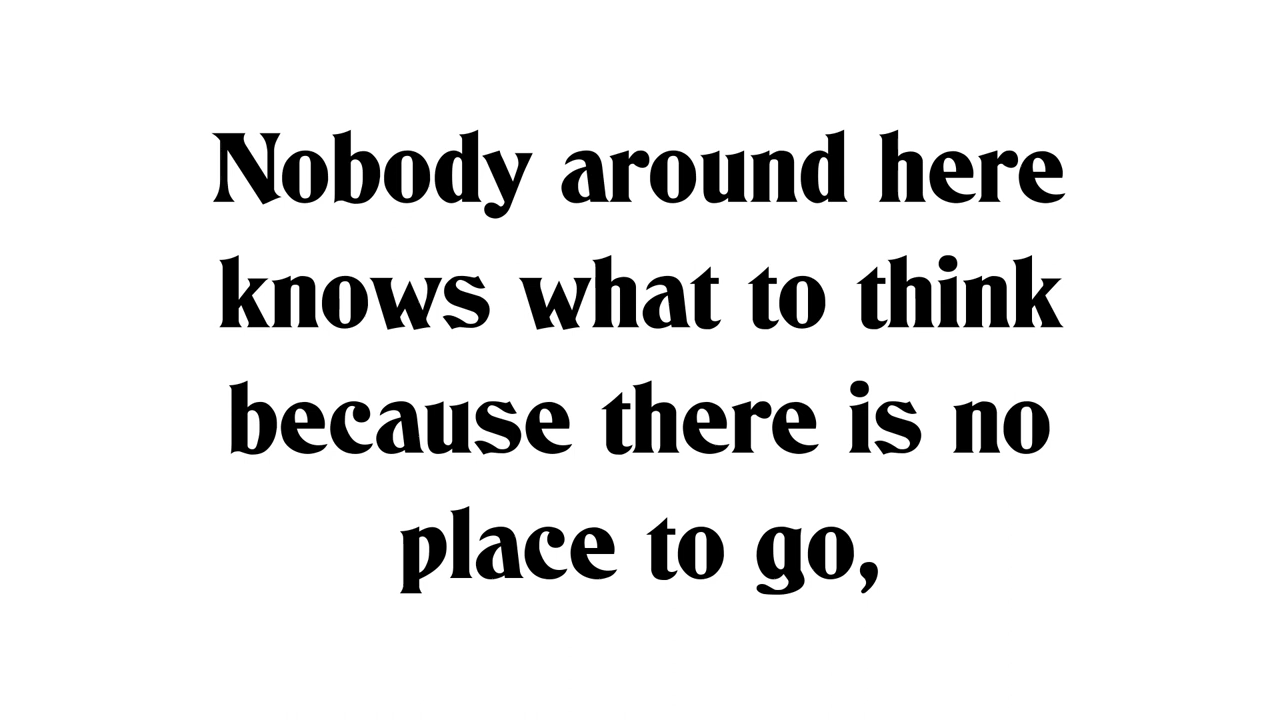 Nobody around here
knows what to think
because there is no
place to go,